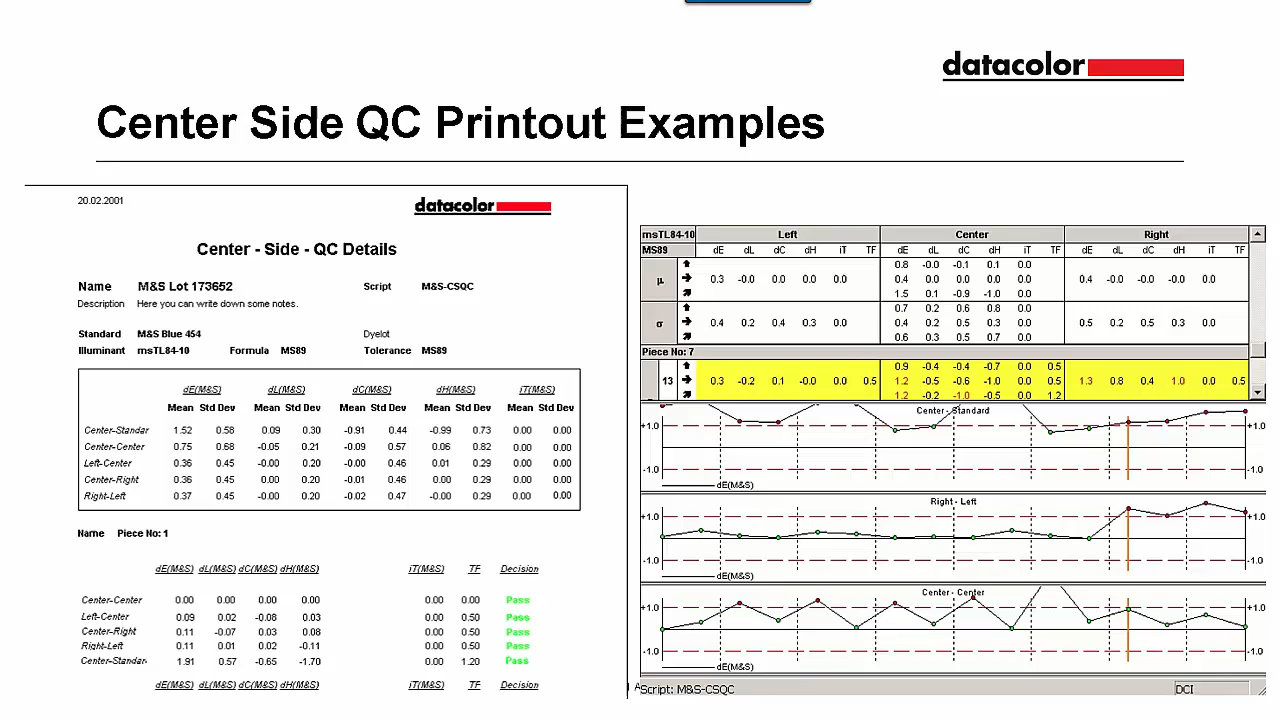 datacolor
Center Side QC Printout Examples
20.02.2001
datacolor
Center - Side - QC Details
Name M&S Lot 173652 Script M&S-CSQC
Description Here you can write down some notes.
Standard M&S Blue 454 Dyelot
Illuminant msTL84-10 Formula MS89 Tolerance MS89
dE(M&S) dL(M&S) dC(M&S) dH(M&S) iT(M&S)
Mean Std Dev Mean Std Dev Mean Std Dev Mean Std Dev Mean Std Dev
Center-Standar 1.52 0.58 0.09 0.30 -0.91 0.44 -0.99 0.73 0.00 0.00
Center-Center 0.75 0.68 -0.05 0.21 -0.09 0.57 0.06 0.82 0.00 0.00
Left-Center 0.36 0.45 -0.00 0.20 -0.00 0.46 0.01 0.29 0.00 0.00
Center-Right 0.36 0.45 0.00 0.20 -0.01 0.46 0.00 0.29 0.00 0.00
Right-Left 0.37 0.45 -0.00 0.20 -0.02 0.47 -0.00 0.29 0.00 0.00
Name Piece No: 1
dE(M&S) dL(M&S) dC(M&S) dH(M&S) iT(M&S) TF Decision
Center-Center 0.00 0.00 0.00 0.00 0.00 0.00 Pass
Left-Center 0.09 0.02 -0.08 0.03 0.00 0.50 Pass
Center-Right 0.11 -0.07 0.03 0.08 0.00 0.50 Pass
Right-Left 0.11 0.01 0.02 -0.11 0.00 0.50 Pass
Center-Standar 1.91 0.57 -0.65 -1.70 0.00 1.20 Pass
dE(M&S) dL(M&S) dC(M&S) dH(M&S) iT(M&S) TF Decision
msTL84-10 Left Center Right
MS89 dE dL dC dH iT TF dE dL dC dH iT TF dE dL dC dH iT TF
0.8 -0.0 -0.1 0.1 0.0
μ 0.3 -0.0 0.0 0.0 0.0 0.4 0.0 0.0 0.0 0.0 0.4 -0.0 -0.0 -0.0 0.0
1.5 0.1 -0.9 -1.0 0.0
0.7 0.2 0.6 0.8 0.0
σ 0.4 0.2 0.4 0.3 0.0 0.4 0.2 0.5 0.3 0.0 0.5 0.2 0.5 0.3 0.0
0.6 0.3 0.5 0.7 0.0
Piece No: 7
0.9 -0.4 -0.4 -0.7 0.0 0.5
13 0.3 -0.2 0.1 -0.0 0.0 0.5 1.2 -0.5 -0.6 -1.0 0.0 0.5 1.3 0.8 0.4 1.0 0.0 0.5
1.2 -0.2 -1.0 -0.5 0.0 1.2
Center - Standard
+1.0 +1.0
-1.0 -1.0
dE(M&S)
Right - Left
+1.0 +1.0
-1.0 -1.0
dE(M&S)
Center - Center
+1.0 +1.0
-1.0 -1.0
dE(M&S)
Script: M&S-CSQC DCI